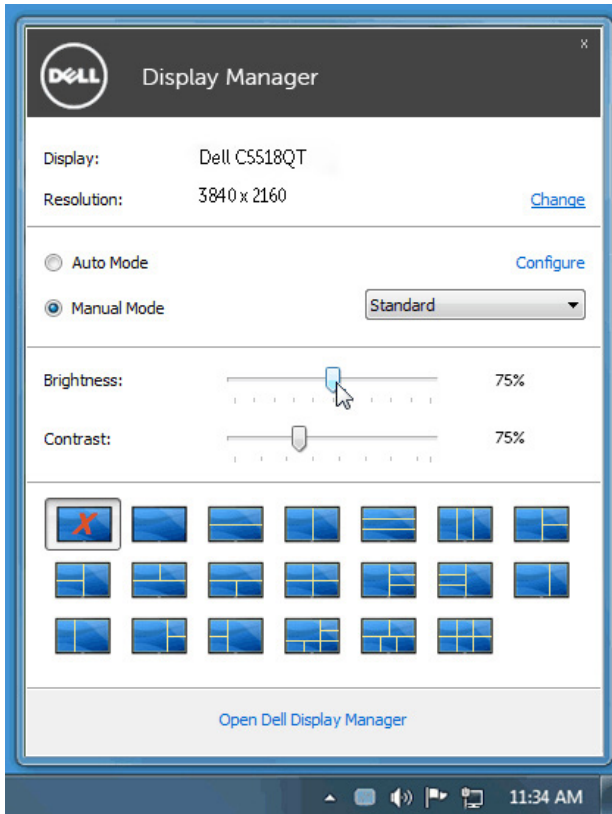 DELL
Display Manager
x
Display: Dell C5518QT
Resolution: 3840 x 2160 Change
Auto Mode Configure
Manual Mode Standard
Brightness: 75%
Contrast: 75%
X
Open Dell Display Manager
11:34 AM